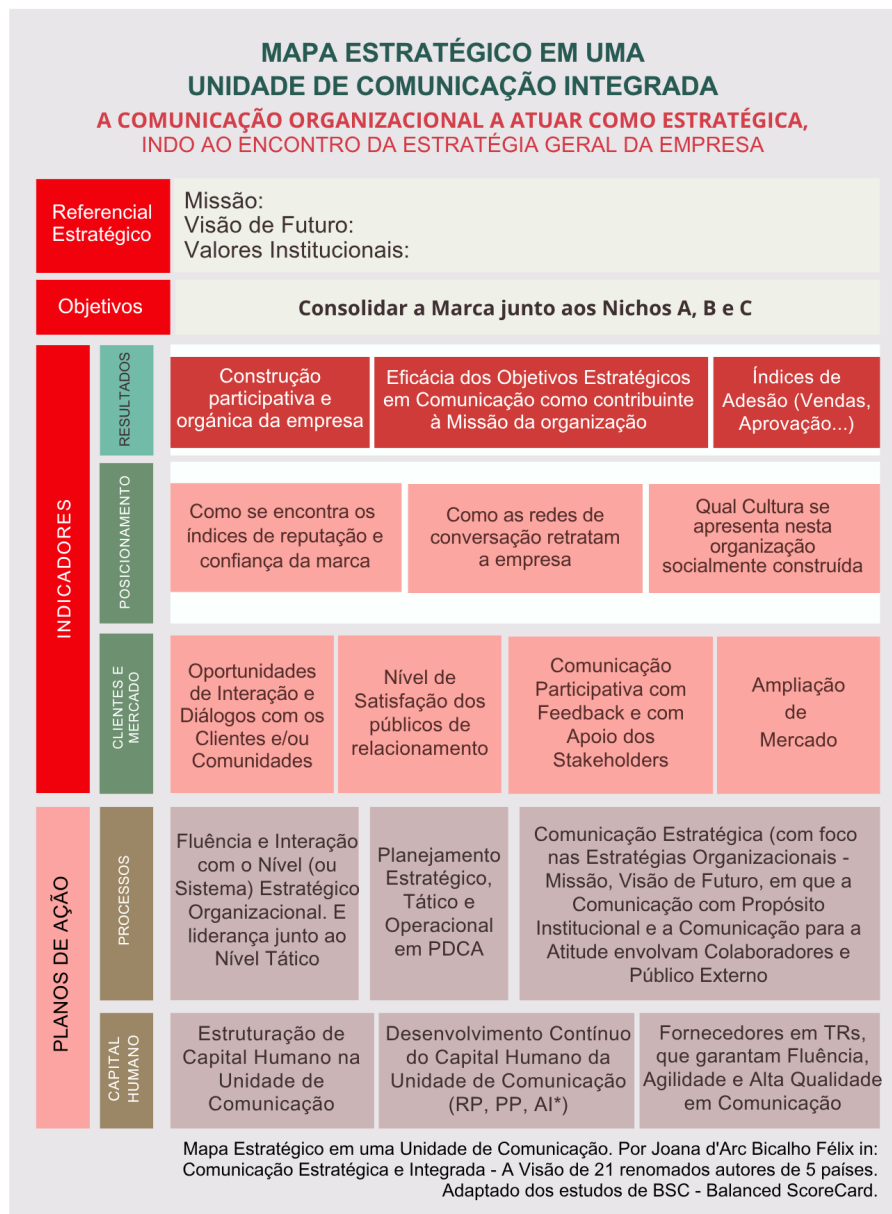 MAPA ESTRATÉGICO EM UMA
UNIDADE DE COMUNICAÇÃO INTEGRADA
A COMUNICAÇÃO ORGANIZACIONAL A ATUAR COMO ESTRATÉGICA,
INDO AO ENCONTRO DA ESTRATÉGIA GERAL DA EMPRESA
Referencial
Estratégico
Missão:
Visão de Futuro:
Valores Institucionais:
Objetivos
Consolidar a Marca junto aos Nichos A, B e C
INDICADORES
RESULTADOS
Construção
participativa e
orgánica da empresa
Eficácia dos Objetivos Estratégicos
em Comunicação como contribuinte
à Missão da organização
Índices de
Adesão (Vendas,
Aprovação...)
POSICIONAMENTO
Como se encontra os
índices de reputação e
confiança da marca
Como as redes de
conversação retratam
a empresa
Qual Cultura se
apresenta nesta
organização
socialmente construída
CLIENTES E
MERCADO
Oportunidades
de Interação e
Diálogos com os
Clientes e/ou
Comunidades
Nível de
Satisfação dos
públicos de
relacionamento
Comunicação
Participativa com
Feedback e com
Apoio dos
Stakeholders
Ampliação
de
Mercado
PLANOS DE AÇÃO
PROCESSOS
Fluência e Interação
com o Nível (ou
Sistema) Estratégico
Organizacional. E
liderança junto ao
Nível Tático
Planejamento
Estratégico,
Tático e
Operacional
em PDCA
Comunicação Estratégica (com foco
nas Estratégias Organizacionais -
Missão, Visão de Futuro, em que a
Comunicação com Propósito
Institucional e a Comunicação para a
Atitude envolvam Colaboradores e
Público Externo
CAPITAL
HUMANO
Estruturação de
Capital Humano na
Unidade de
Comunicação
Desenvolvimento Contínuo
do Capital Humano da
Unidade de Comunicação
(RP, PP, AI*)
Fornecedores em TRs,
que garantam Fluência,
Agilidade e Alta Qualidade
em Comunicação
Mapa Estratégico em uma Unidade de Comunicação. Por Joana d'Arc Bicalho Félix in:
Comunicação Estratégica e Integrada - A Visão de 21 renomados autores de 5 países.
Adaptado dos estudos de BSC - Balanced ScoreCard.